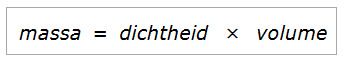 massa = dichtheid × volume